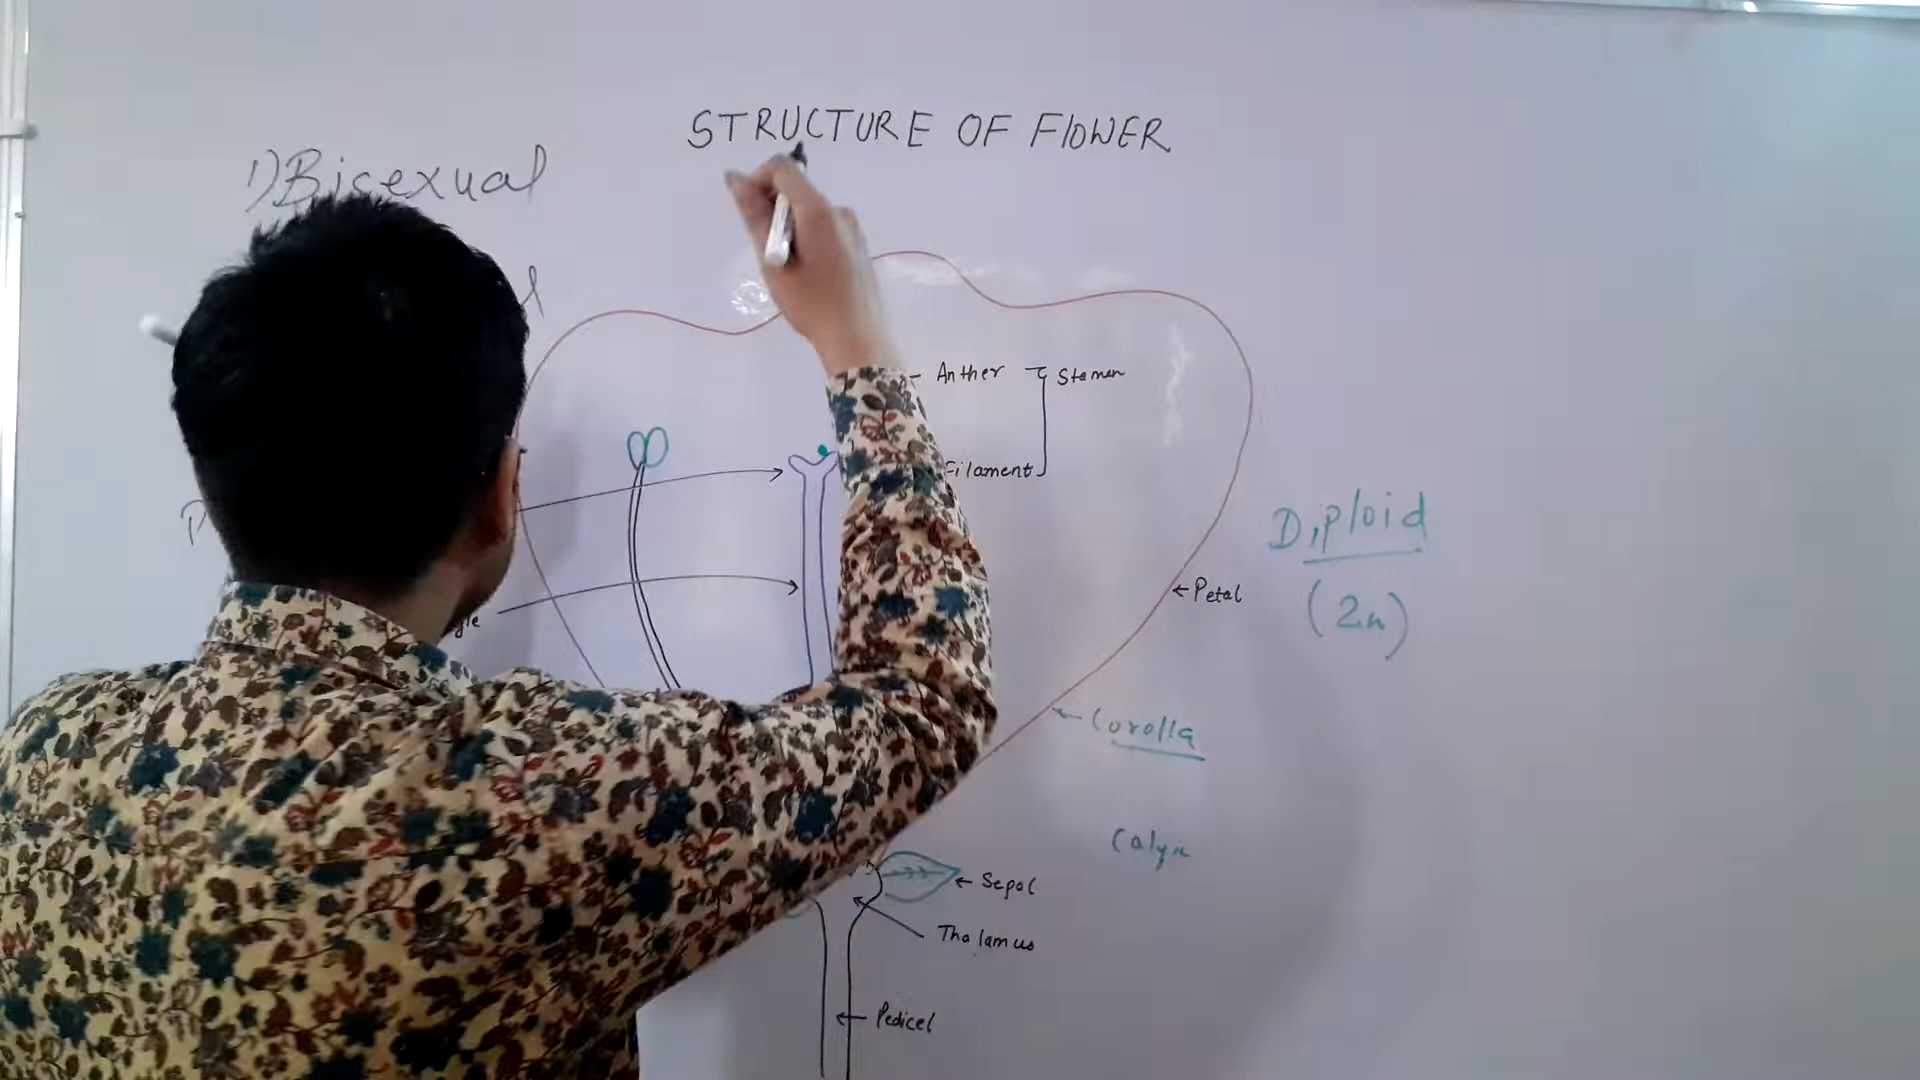 STRUCTURE OF FlOWER
1) Bisexual
Anther
Stamen
Filament
Diploid
(2n)
Petal
Corolla
Calyx
Sepal
Thalamus
Pedicel